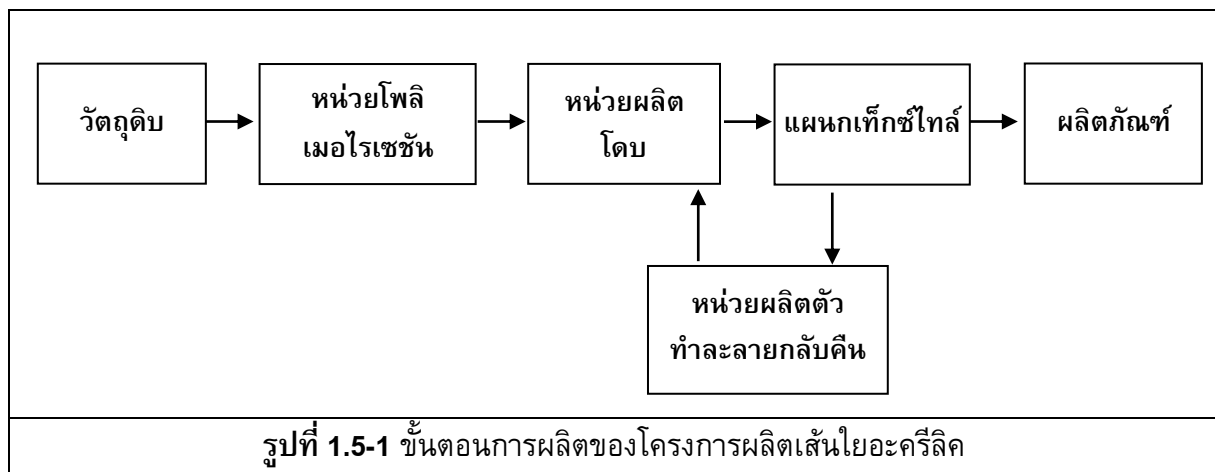 วัตถุดิบ
หน่วยโพลิ
เมอไรเซชัน
หน่วยผลิต
โดบ
แผนกเท็กซ์ไทล์
ผลิตภัณฑ์
หน่วยผลิตตัว
ทำละลายกลับคืน
รูปที่ 1.5-1 ขั้นตอนการผลิตของโครงการผลิตเส้นใยอะครีลิค